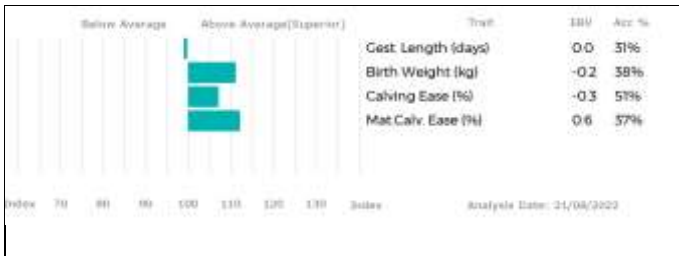 Below Average Above Average(Superior) Trait EBV Acc %
Gest. Length (days) 0.0 31%
Birth Weight (kg) -0.2 38%
Calving Ease (%) -0.3 51%
Mat.Calv. Ease (%) 0.6 37%
Index 70 80 90 100 110 120 130 Index Analysis Date: 21/08/2022